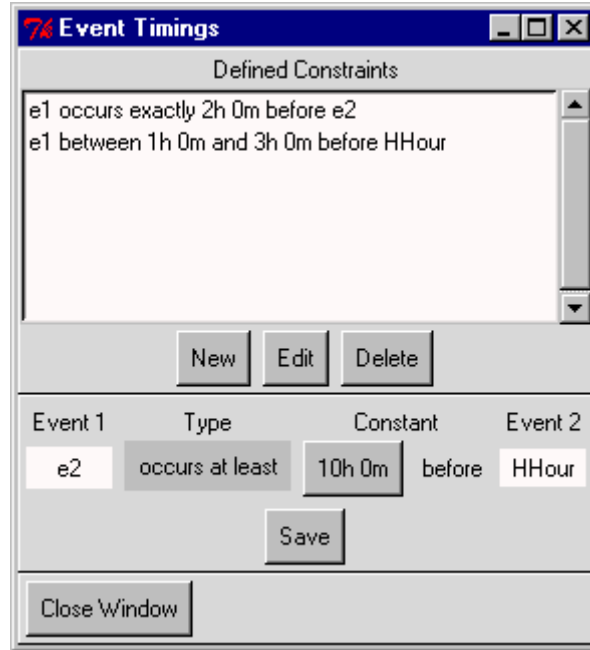 Event Timings
Defined Constraints
e1 occurs exactly 2h 0m before e2
e1 between 1h 0m and 3h 0m before HHour
New Edit Delete
Event 1 Type Constant Event 2
e2 occurs at least 10h 0m before HHour
Save
Close Window